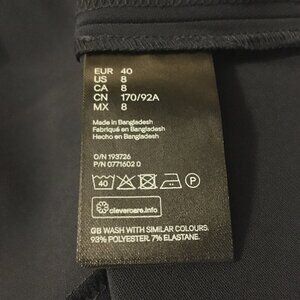 EUR 40
US 8
CA 8
CN 170/92A
MX 8
Made in Bangladesh
Fabriqué en Bangladesh
Hecho en Bangladesh
O/N 193726
P/N 0771602 0
40 P
clevercare.info
GB WASH WITH SIMILAR COLOURS.
93% POLYESTER. 7% ELASTANE.